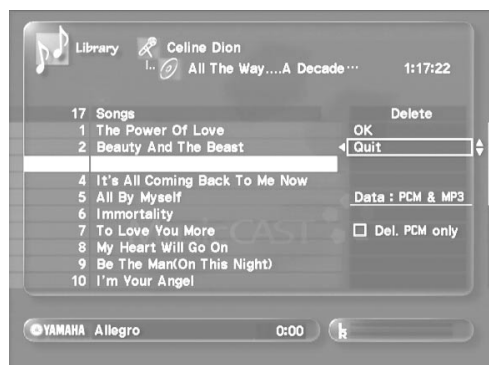 Library Celine Dion
All The Way....A Decade··· 1:17:22
17 Songs
Delete
1 The Power Of Love
OK
2 Beauty And The Beast
Quit
4 It's All Coming Back To Me Now
5 All By Myself
Data : PCM & MP3
6 Immortality
7 To Love You More
Del. PCM only
8 My Heart Will Go On
9 Be The Man(On This Night)
10 I'm Your Angel
YAMAHA Allegro 0:00
L
R